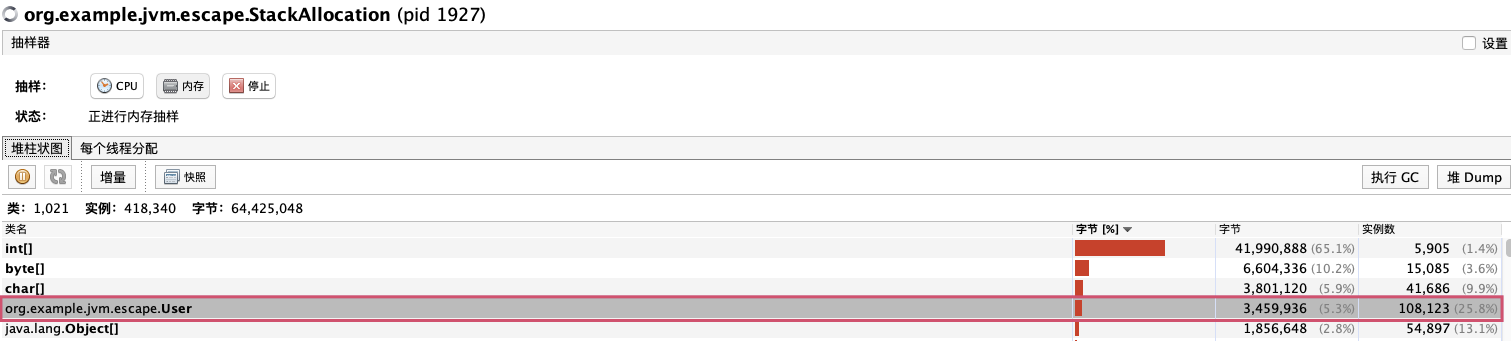 org.example.jvm.escape.StackAllocation (pid 1927)
抽样器 设置
抽样： CPU 内存 停止
状态： 正进行内存抽样
堆柱状图 每个线程分配
增量 快照 执行 GC 堆 Dump
类： 1,021 实例： 418,340 字节： 64,425,048
类名 字节 [%] 字节 实例数
int[] 41,990,888 (65.1%) 5,905 (1.4%)
byte[] 6,604,336 (10.2%) 15,085 (3.6%)
char[] 3,801,120 (5.9%) 41,686 (9.9%)
org.example.jvm.escape.User 3,459,936 (5.3%) 108,123 (25.8%)
java.lang.Object[] 1,856,648 (2.8%) 54,897 (13.1%)